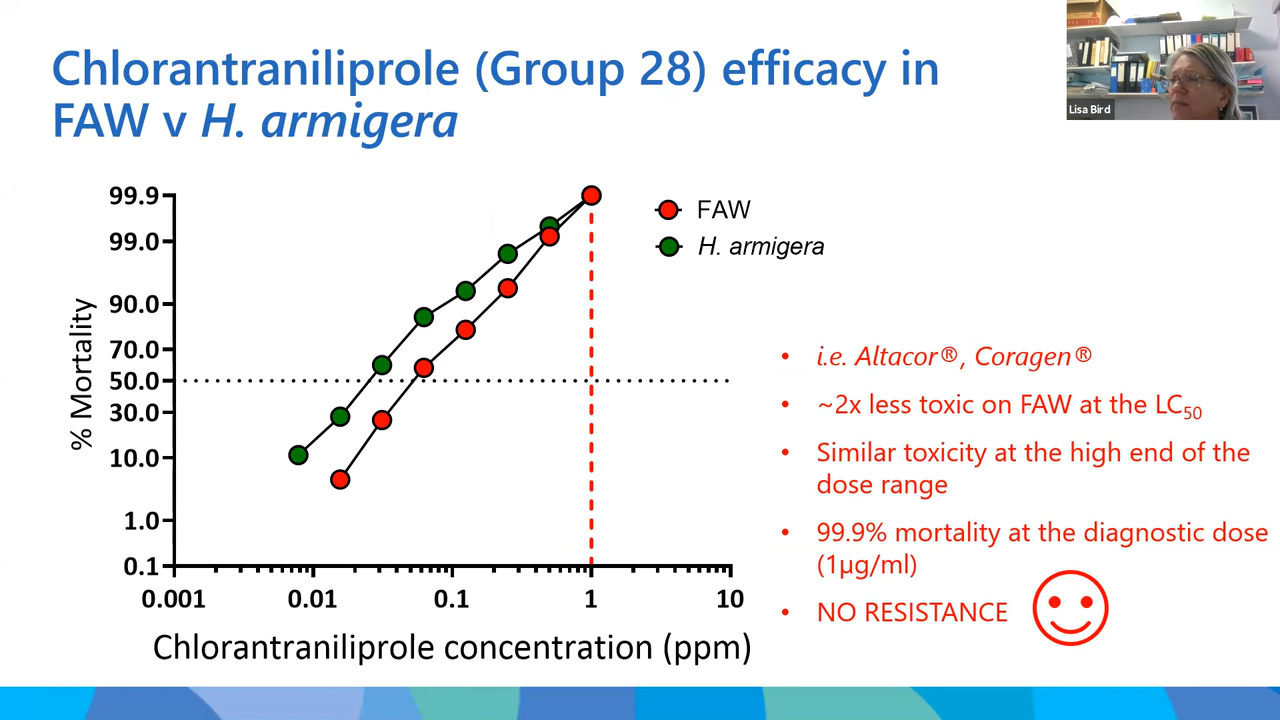 Chlorantraniliprole (Group 28) efficacy in
FAW v H. armigera
Lisa Bird
99.9
99.0
90.0
70.0
50.0
30.0
10.0
1.0
0.1
% Mortality
0.001
0.01
0.1
1
10
Chlorantraniliprole concentration (ppm)
FAW
H. armigera
• i.e. Altacor®, Coragen®
• ~2x less toxic on FAW at the LC50
• Similar toxicity at the high end of the
dose range
• 99.9% mortality at the diagnostic dose
(1µg/ml)
• NO RESISTANCE